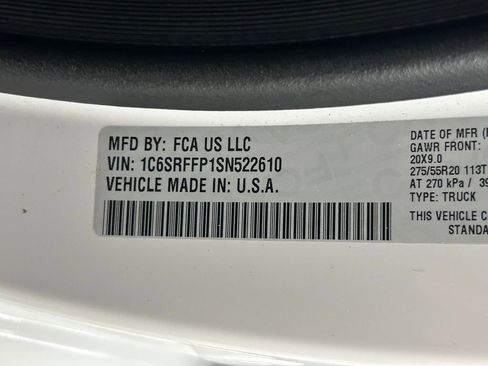 MFD BY: FCA US LLC
VIN: 1C6SRFFP1SN522610
VEHICLE MADE IN: U.S.A.
DATE OF MFR
GAWR FRONT:
20X9.0
275/55R20 113T
AT 270 kPa / 39
TYPE: TRUCK
THIS VEHICLE
STANDA